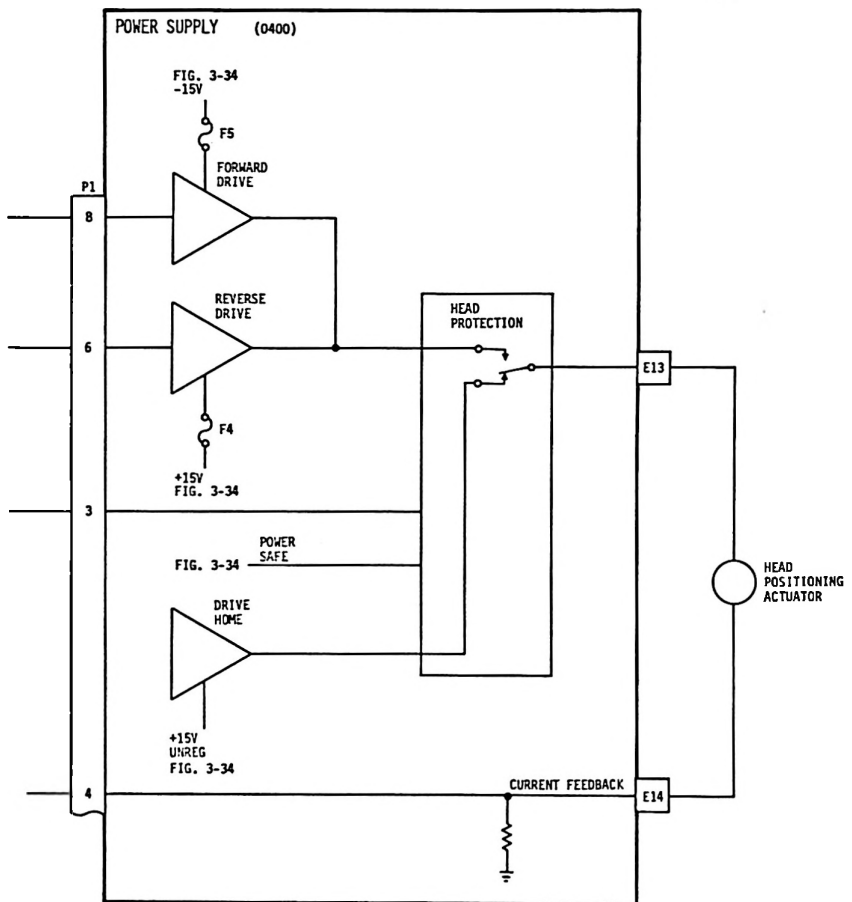 POWER SUPPLY (0400)
FIG. 3-34
-15V
F5
FORWARD
DRIVE
P1
8
REVERSE
DRIVE
HEAD
PROTECTION
6
E13
F4
+15V
FIG. 3-34
3
POWER
SAFE
FIG. 3-34
HEAD
POSITIONING
ACTUATOR
DRIVE
HOME
+15V
UNREG
FIG. 3-34
CURRENT FEEDBACK
4
E14